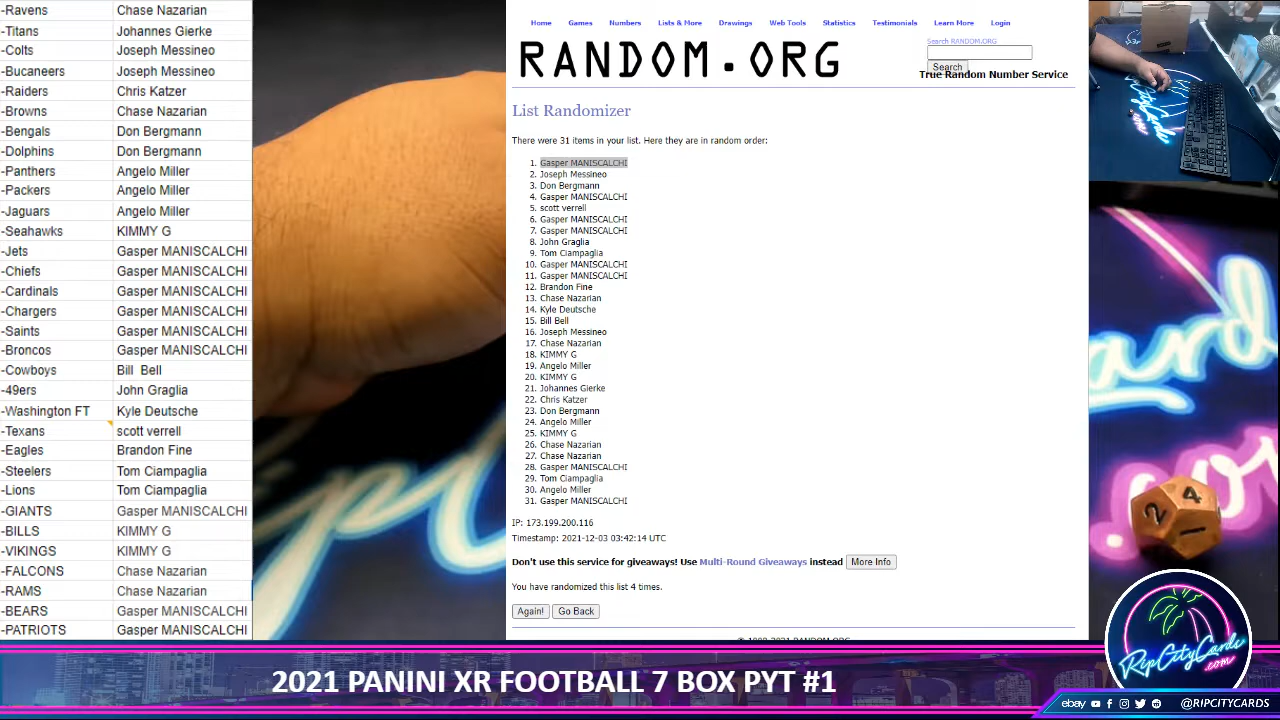 -Ravens Chase Nazarian
-Titans Johannes Gierke
-Colts Joseph Messineo
-Bucaneers Joseph Messineo
-Raiders Chris Katzer
-Browns Chase Nazarian
-Bengals Don Bergmann
-Dolphins Don Bergmann
-Panthers Angelo Miller
-Packers Angelo Miller
-Jaguars Angelo Miller
-Seahawks KIMMY G
-Jets Gasper MANISCALCHI
-Chiefs Gasper MANISCALCHI
-Cardinals Gasper MANISCALCHI
-Chargers Gasper MANISCALCHI
-Saints Gasper MANISCALCHI
-Broncos Gasper MANISCALCHI
-Cowboys Bill Bell
-49ers John Graglia
-Washington FT Kyle Deutsche
-Texans scott verrell
-Eagles Brandon Fine
-Steelers Tom Ciampaglia
-Lions Tom Ciampaglia
-GIANTS Gasper MANISCALCHI
-BILLS KIMMY G
-VIKINGS KIMMY G
-FALCONS Chase Nazarian
-RAMS Chase Nazarian
-BEARS Gasper MANISCALCHI
-PATRIOTS Gasper MANISCALCHI
Home Games Numbers Lists & More Drawings Web Tools Statistics Testimonials Learn More Login
RANDOM.ORG
Search RANDOM.ORG
Search
True Random Number Service
List Randomizer
There were 31 items in your list. Here they are in random order:
1. Gasper MANISCALCHI
2. Joseph Messineo
3. Don Bergmann
4. Gasper MANISCALCHI
5. scott verrell
6. Gasper MANISCALCHI
7. Gasper MANISCALCHI
8. John Graglia
9. Tom Ciampaglia
10. Gasper MANISCALCHI
11. Gasper MANISCALCHI
12. Brandon Fine
13. Chase Nazarian
14. Kyle Deutsche
15. Bill Bell
16. Joseph Messineo
17. Chase Nazarian
18. KIMMY G
19. Angelo Miller
20. KIMMY G
21. Johannes Gierke
22. Chris Katzer
23. Don Bergmann
24. Angelo Miller
25. KIMMY G
26. Chase Nazarian
27. Chase Nazarian
28. Gasper MANISCALCHI
29. Tom Ciampaglia
30. Angelo Miller
31. Gasper MANISCALCHI
IP: 173.199.200.116
Timestamp: 2021-12-03 03:42:14 UTC
Don't use this service for giveaways! Use Multi-Round Giveaways instead More Info
You have randomized this list 4 times.
Again! Go Back
2 4 1
RipCityCards
.com
2021 PANINI XR FOOTBALL 7 BOX PYT #1
ebay @RIPCITYCARDS